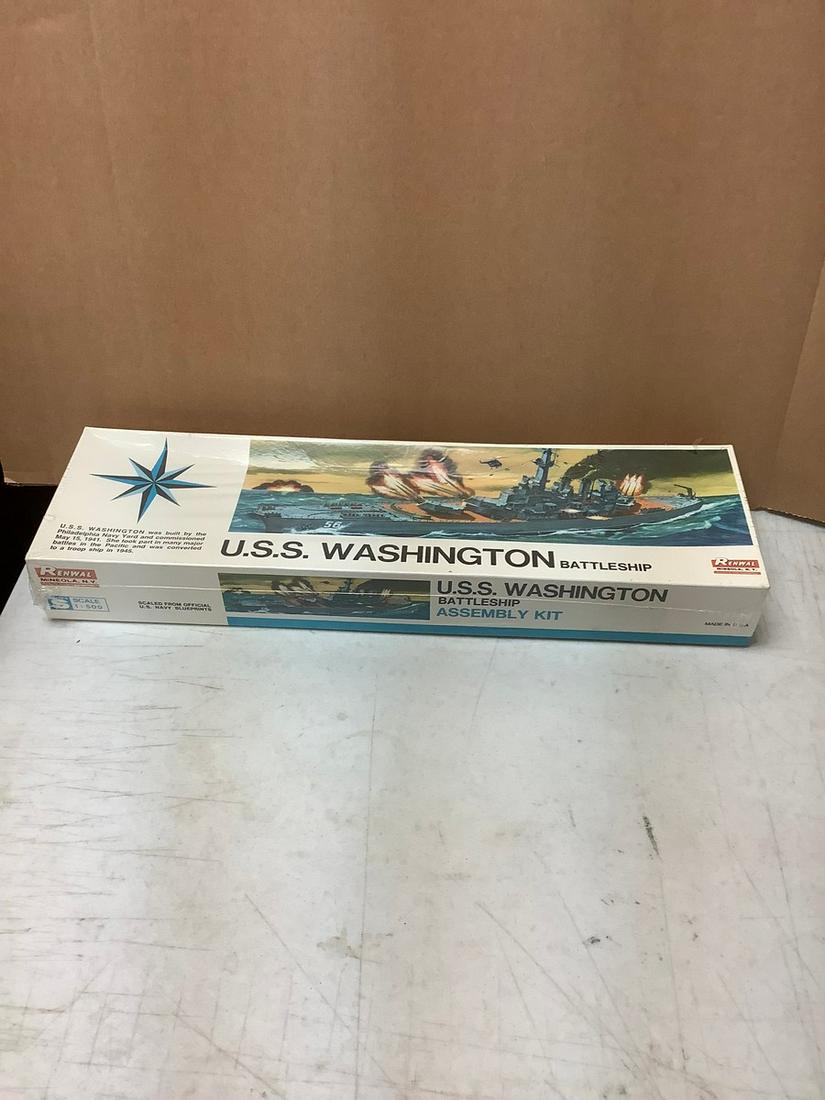 U.S.S. WASHINGTON was built by the
Philadelphia Navy Yard and commissioned
May 15, 1941. She took part in many major
battles in the Pacific and was converted
to a troop ship in 1945.
56
U.S.S. WASHINGTON BATTLESHIP
RENWAL
MINEOLA, N.Y.
RENWAL
MINEOLA, N.Y.
S SCALE
1:500
SCALED FROM OFFICIAL
U.S. NAVY BLUEPRINTS
U.S.S. WASHINGTON
BATTLESHIP
ASSEMBLY KIT
MADE IN U.S.A.